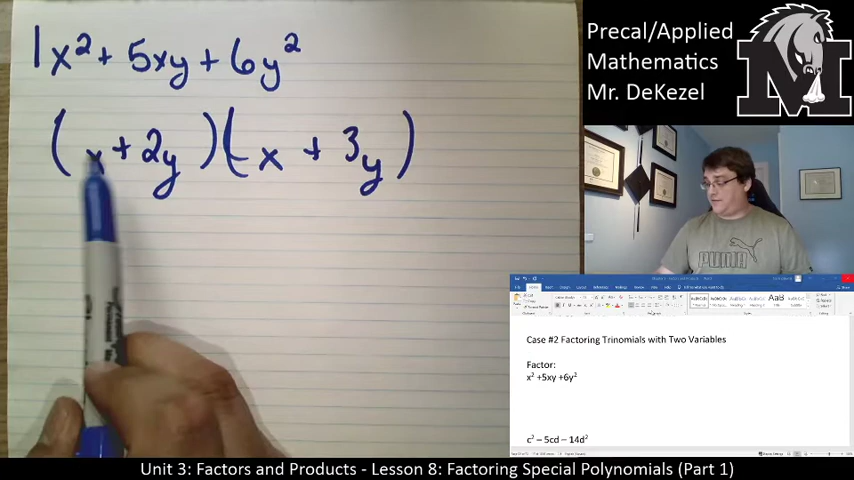 1x² + 5xy + 6y²
(x + 2y)(x + 3y)
Precal/Applied
Mathematics
Mr. DeKezel
M
PUMA
Case #2 Factoring Trinomials with Two Variables
Factor:
x² +5xy +6y²
c² – 5cd – 14d²
Unit 3: Factors and Products - Lesson 8: Factoring Special Polynomials (Part 1)